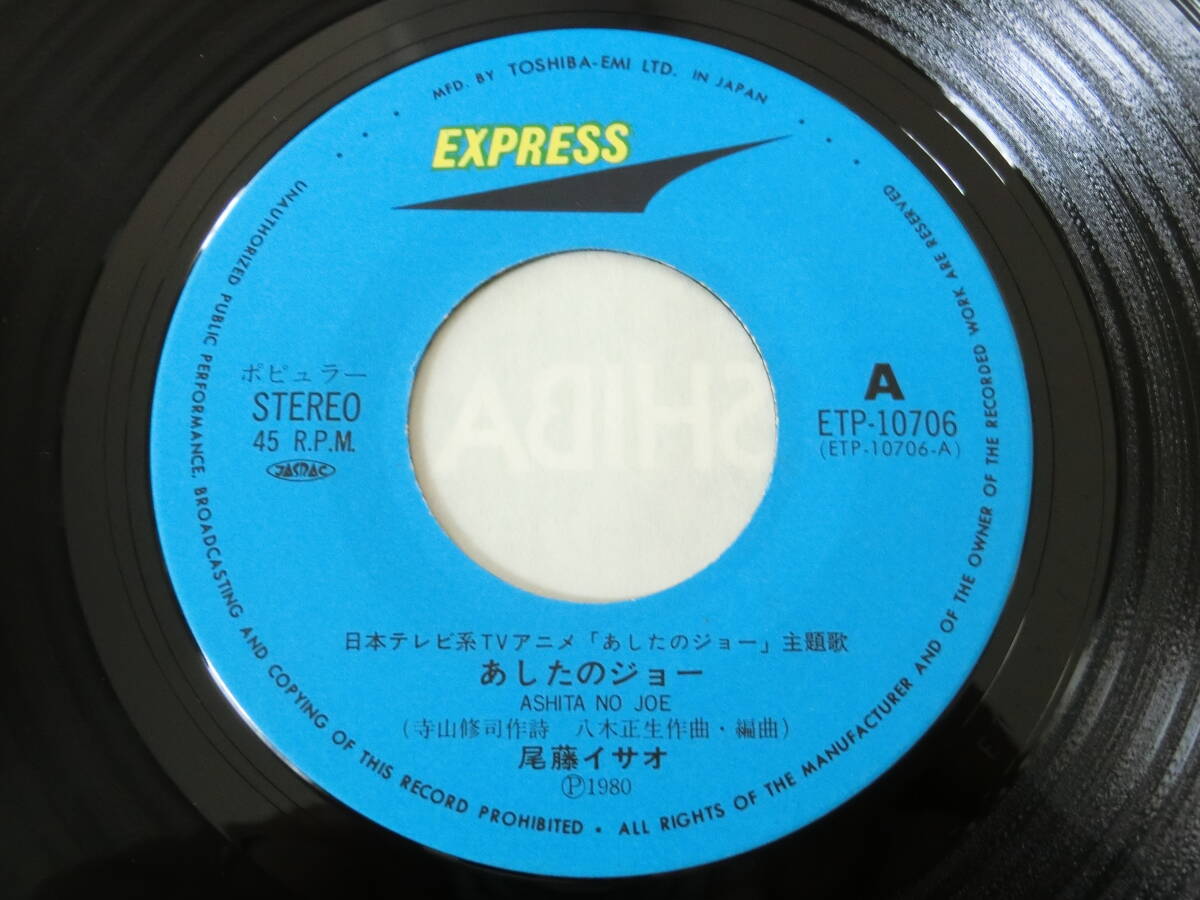 MFD. BY TOSHIBA-EMI LTD. IN JAPAN
EXPRESS
ポピュラー
STEREO
45 R.P.M.
JASRAC
A
ETP-10706
(ETP-10706-A)
SHIBA
日本テレビ系TVアニメ「あしたのジョー」主題歌
あしたのジョー
ASHITA NO JOE
(寺山修司作詩 八木正生作曲・編曲)
尾藤イサオ
Ⓟ1980
UNAUTHORIZED PUBLIC PERFORMANCE, BROADCASTING AND COPYING OF THIS RECORD PROHIBITED • ALL RIGHTS OF THE MANUFACTURER AND OF THE OWNER OF THE RECORDED WORK ARE RESERVED